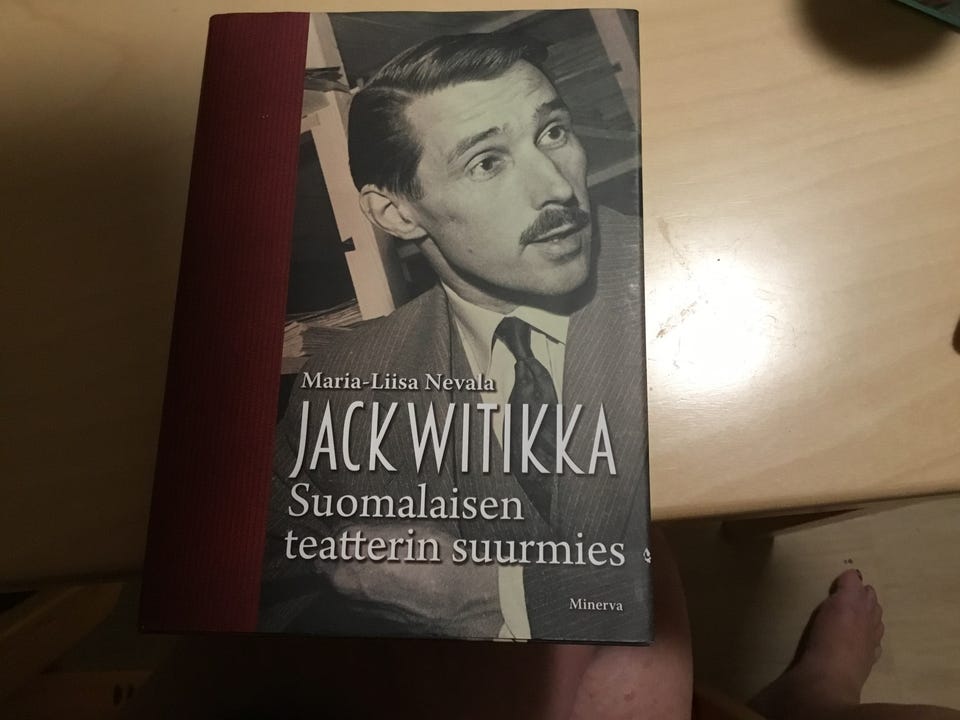 Maria-Liisa Nevala
JACK WITIKKA
Suomalaisen
teatterin suurmies
Minerva